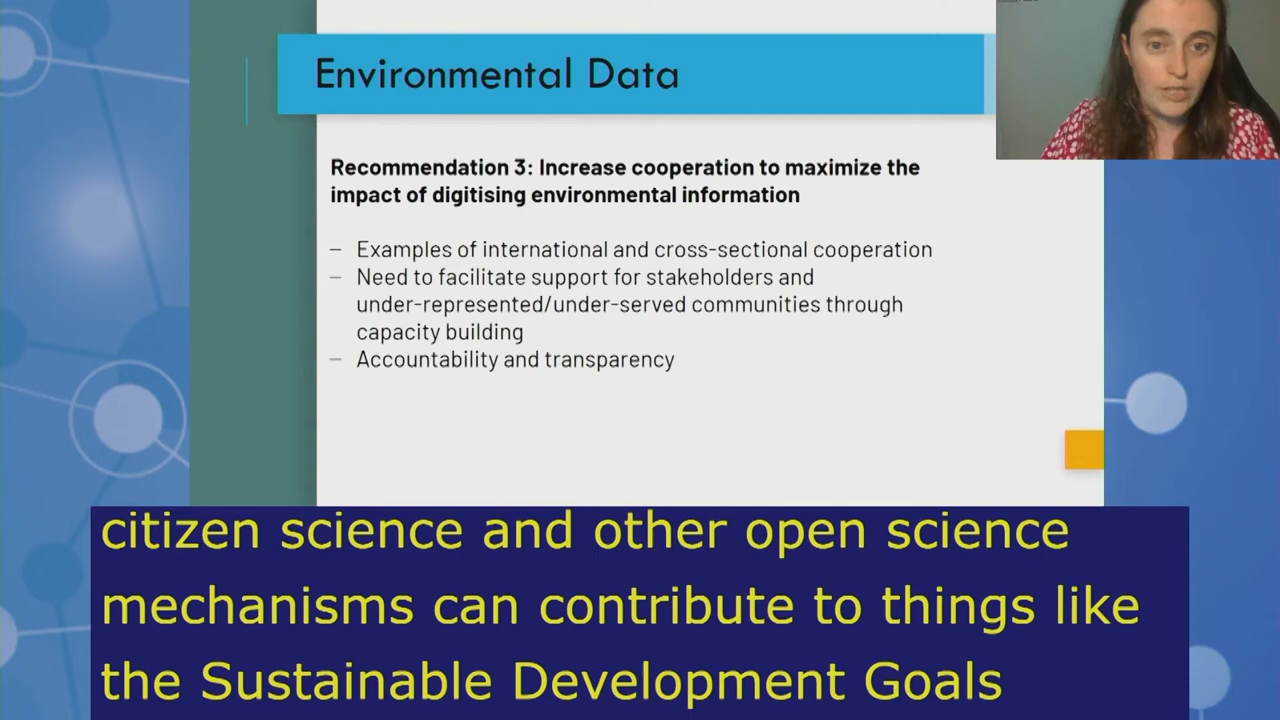 Environmental Data
Recommendation 3: Increase cooperation to maximize the
impact of digitising environmental information
– Examples of international and cross-sectional cooperation
– Need to facilitate support for stakeholders and
under-represented/under-served communities through
capacity building
– Accountability and transparency
citizen science and other open science
mechanisms can contribute to things like
the Sustainable Development Goals